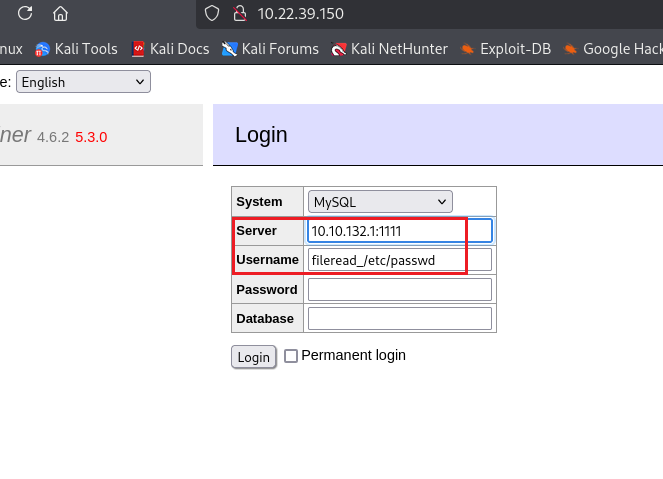 10.22.39.150
nux Kali Tools Kali Docs Kali Forums Kali NetHunter Exploit-DB Google Hack
e: English
ner 4.6.2 5.3.0
Login
System MySQL
Server 10.10.132.1:1111
Username fileread_/etc/passwd
Password
Database
Login Permanent login